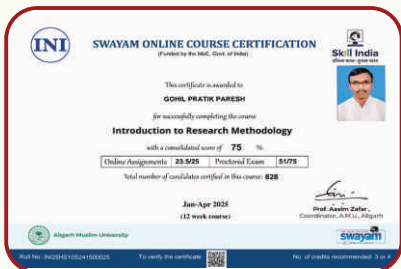 INI
SWAYAM ONLINE COURSE CERTIFICATION
(Funded by the MoE, Govt. of India)
Skill India
कौशल भारत - कुशल भारत
This certificate is awarded to
GOHIL PRATIK PARESH
for successfully completing the course
Introduction to Research Methodology
with a consolidated score of 75 %
Online Assignments 23.5/25 Proctored Exam 51/75
Total number of candidates certified in this course: 828
Jan-Apr 2025
(12 week course)
Prof. Aasim Zafar,
Coordinator, A.M.U., Aligarh
Aligarh Muslim University
swayam
To verify the certificate
No. of credits recommended: 3 or 4